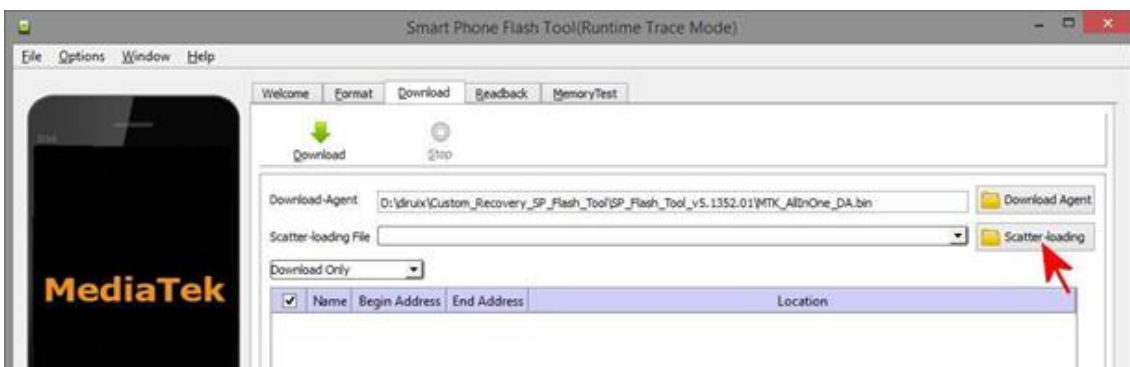 Smart Phone Flash Tool(Runtime Trace Mode)
File Options Window Help
Welcome Format Download Readback MemoryTest
Download Stop
Download-Agent D:\diruix\Custom_Recovery_SP_Flash_Tool\SP_Flash_Tool_v5.1352.01\MTK_AllInOne_DA.bin Download Agent
Scatter-loading File Scatter-loading
Download Only
MediaTek
Name Begin Address End Address Location